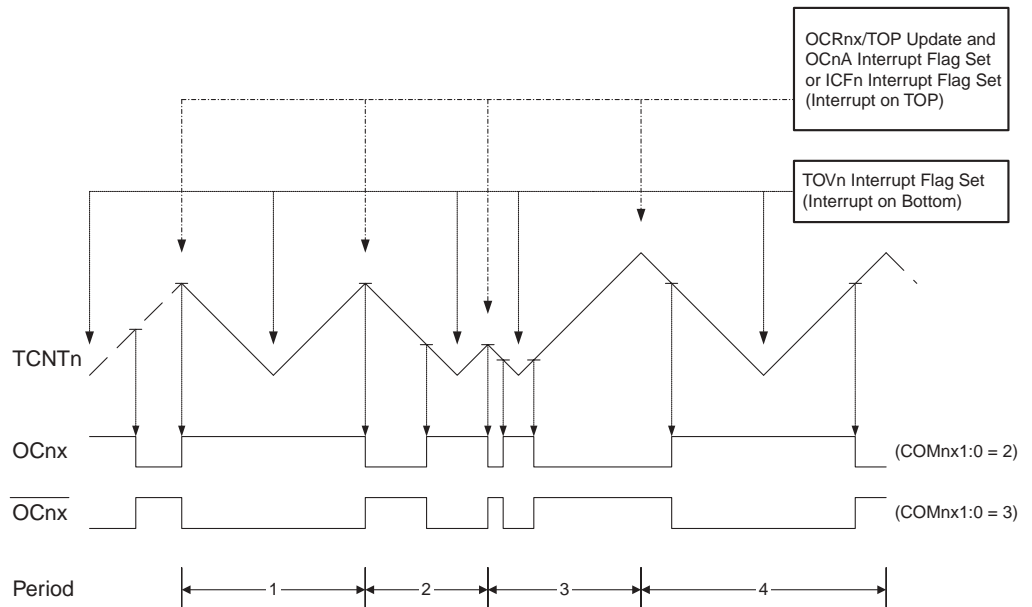 OCRnx/TOP Update and
OCnA Interrupt Flag Set
or ICFn Interrupt Flag Set
(Interrupt on TOP)
TOVn Interrupt Flag Set
(Interrupt on Bottom)
TCNTn
OCnx
(COMnx1:0 = 2)
OCnx
(COMnx1:0 = 3)
Period
1
2
3
4